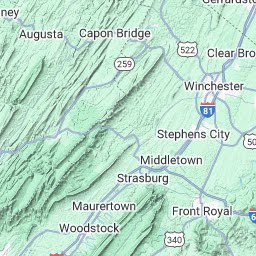 ney
Augusta
Capon Bridge
522
Clear Bro
259
Winchester
81
Stephens City
50
Middletown
Strasburg
Maurertown
Front Royal
6
Woodstock
340